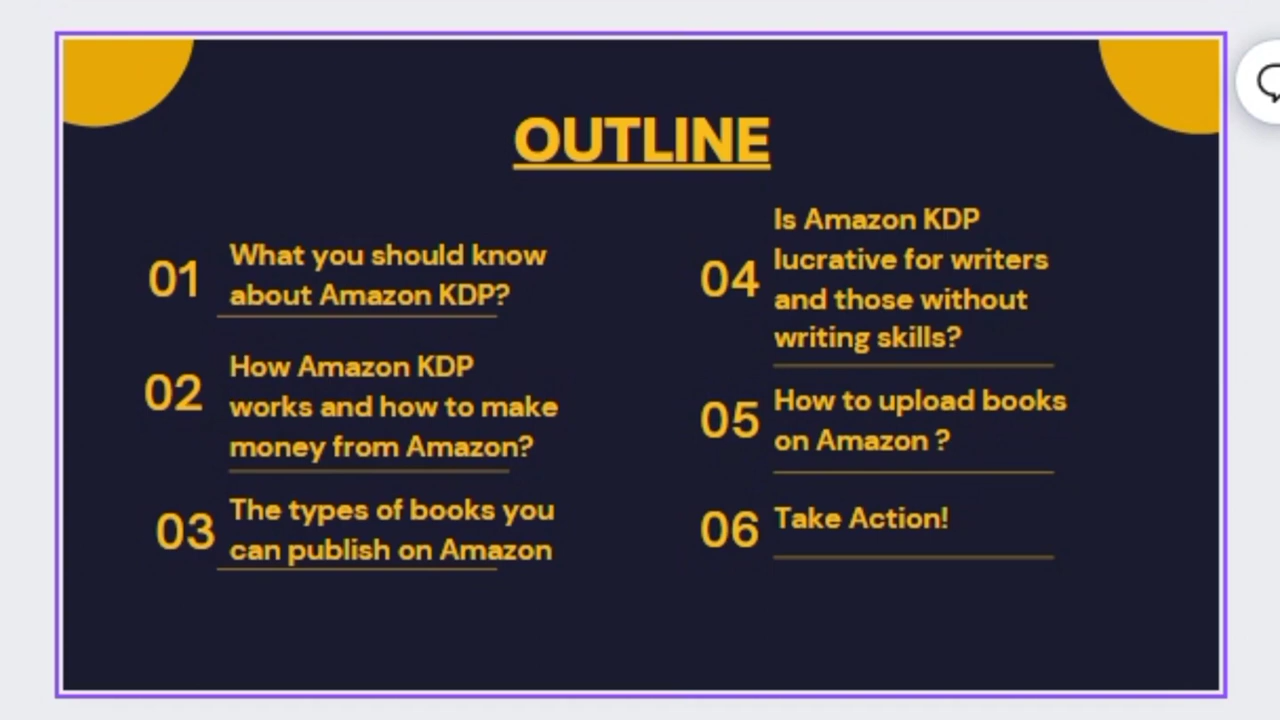 OUTLINE
01
What you should know
about Amazon KDP?
02
How Amazon KDP
works and how to make
money from Amazon?
03
The types of books you
can publish on Amazon
04
Is Amazon KDP
lucrative for writers
and those without
writing skills?
05
How to upload books
on Amazon ?
06
Take Action!